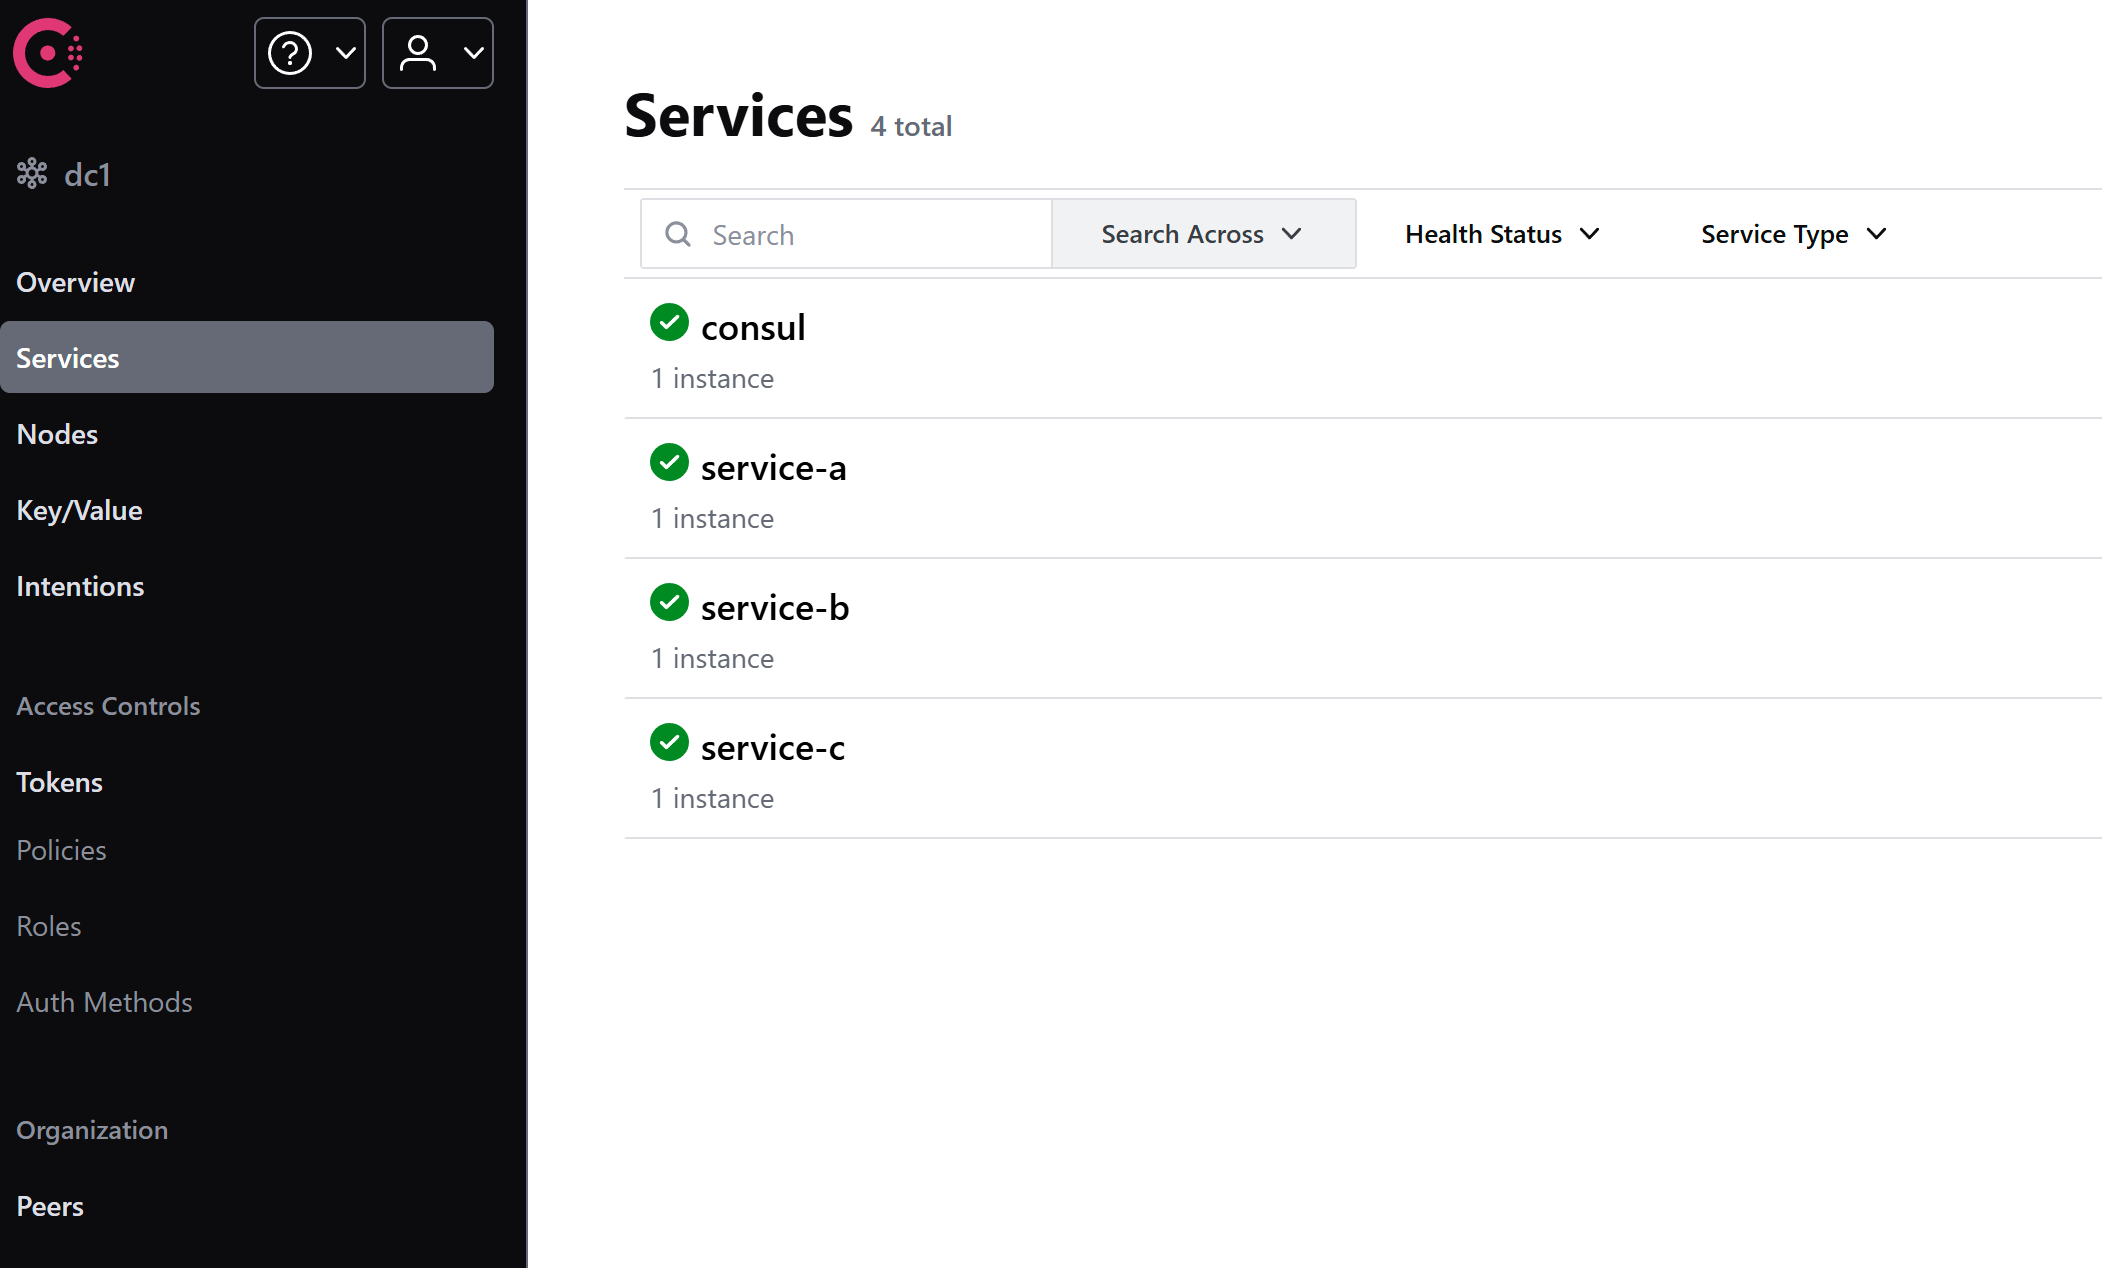 dc1
Overview
Services
Nodes
Key/Value
Intentions
Access Controls
Tokens
Policies
Roles
Auth Methods
Organization
Peers
Services 4 total
Search Search Across Health Status Service Type
consul
1 instance
service-a
1 instance
service-b
1 instance
service-c
1 instance